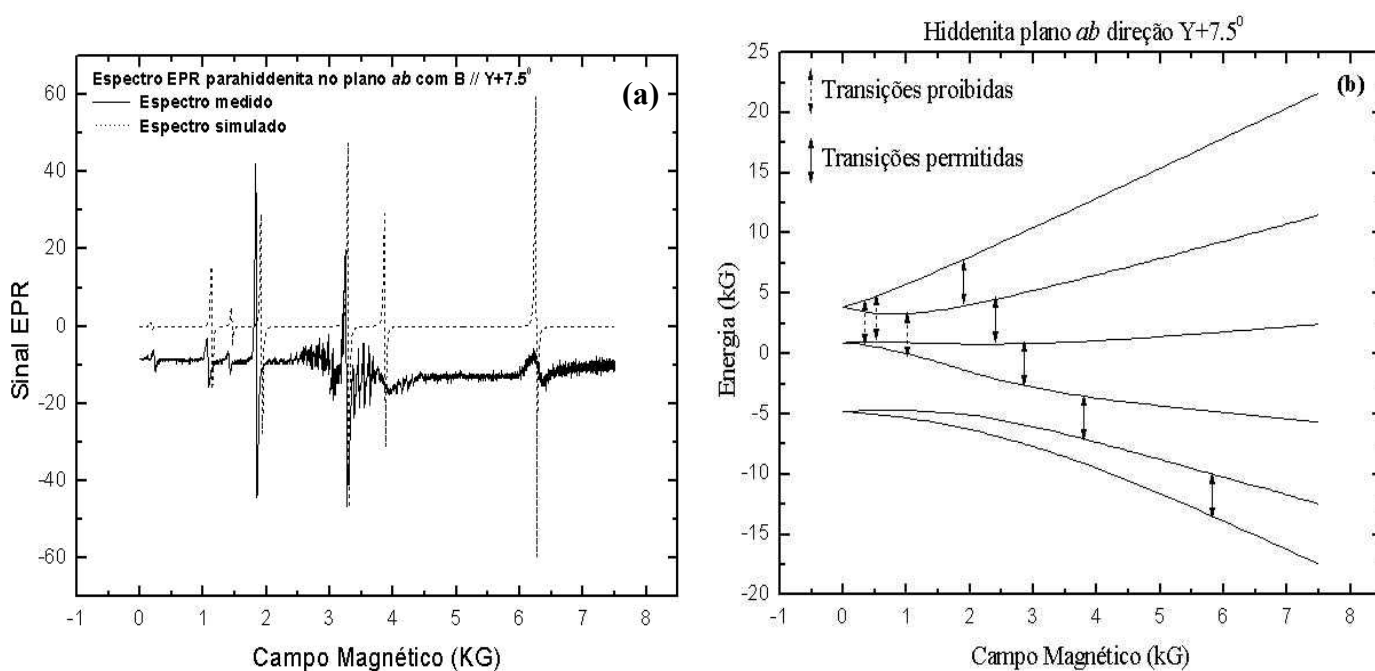 Espectro EPR parahiddenita no plano ab com B // Y+7.5⁰
(a)
Espectro medido
Espectro simulado
Sinal EPR
60
40
20
0
-20
-40
-60
0 1 2 3 4 5 6 7 8
Campo Magnético (KG)
Hiddenita plano ab direção Y+7.5⁰
(b)
Transições proibidas
Transições permitidas
Energia (kG)
25
20
15
10
5
0
-5
-10
-15
-20
-1 0 1 2 3 4 5 6 7 8
Campo Magnético (kG)